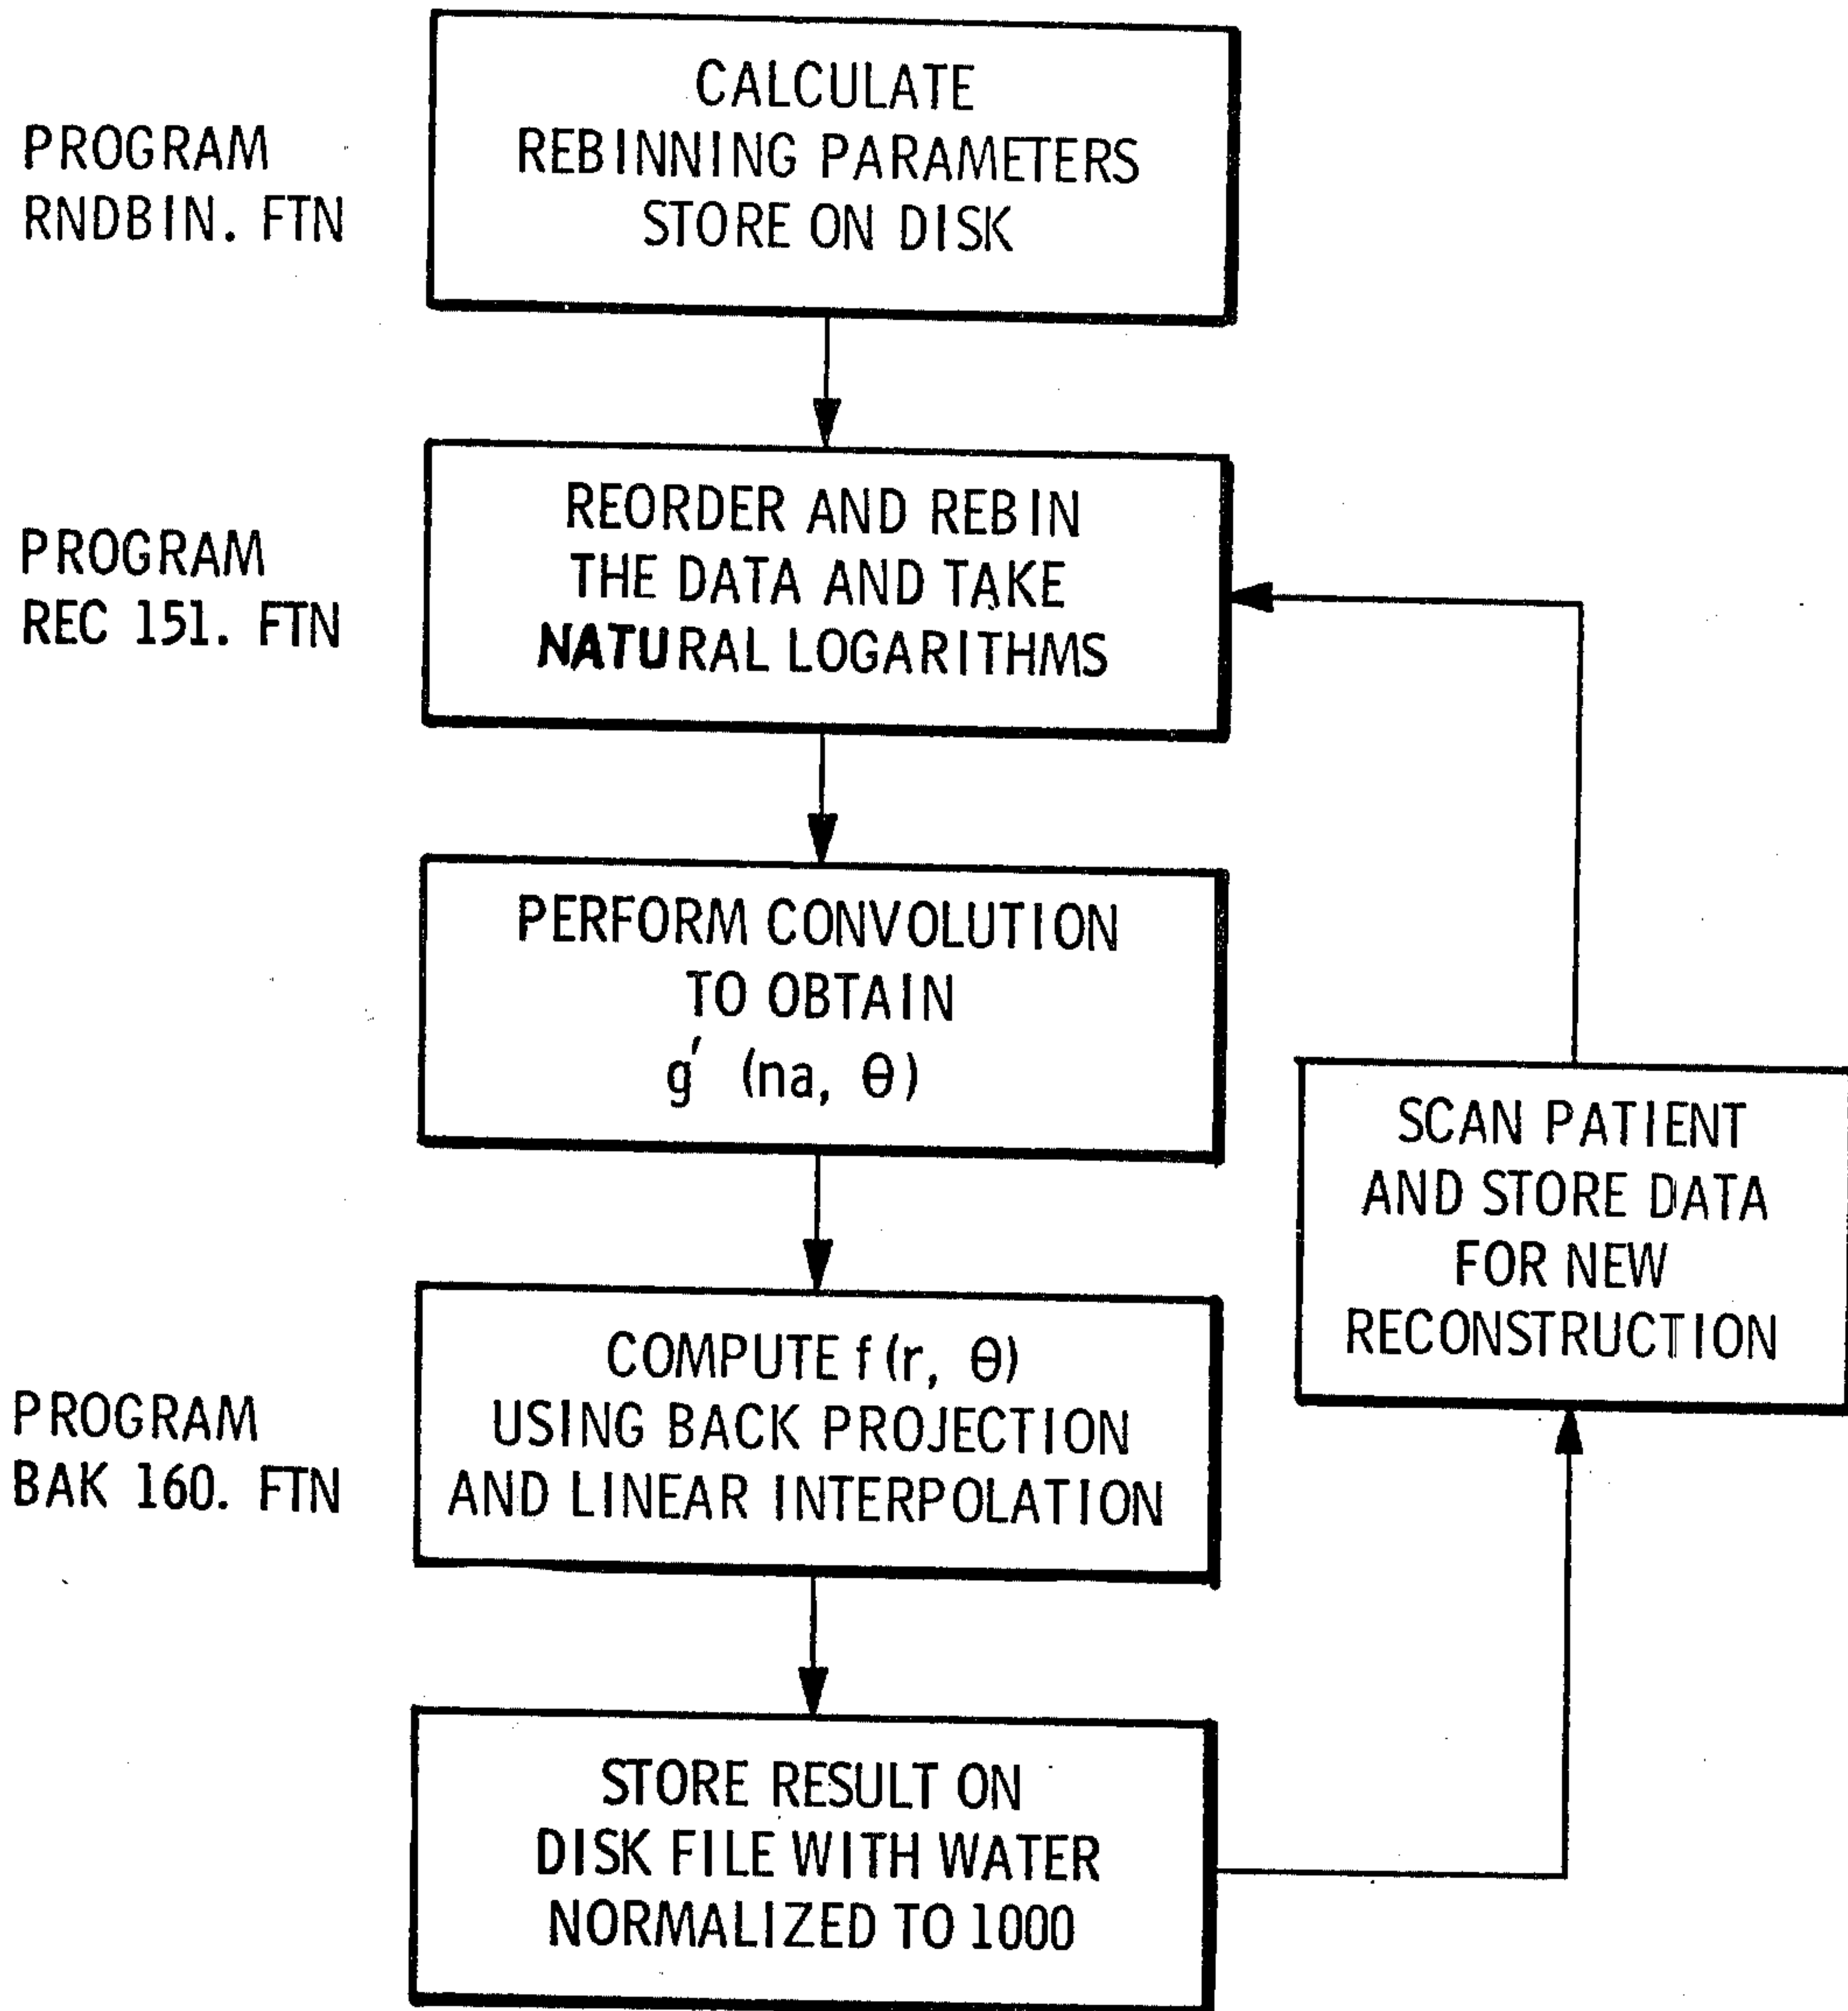 PROGRAM
RNDBIN. FTN
CALCULATE
REBINNING PARAMETERS
STORE ON DISK
PROGRAM
REC 151. FTN
REORDER AND REBIN
THE DATA AND TAKE
NATURAL LOGARITHMS
PERFORM CONVOLUTION
TO OBTAIN
g′ (na, θ)
SCAN PATIENT
AND STORE DATA
FOR NEW
RECONSTRUCTION
PROGRAM
BAK 160. FTN
COMPUTE f(r, θ)
USING BACK PROJECTION
AND LINEAR INTERPOLATION
STORE RESULT ON
DISK FILE WITH WATER
NORMALIZED TO 1000